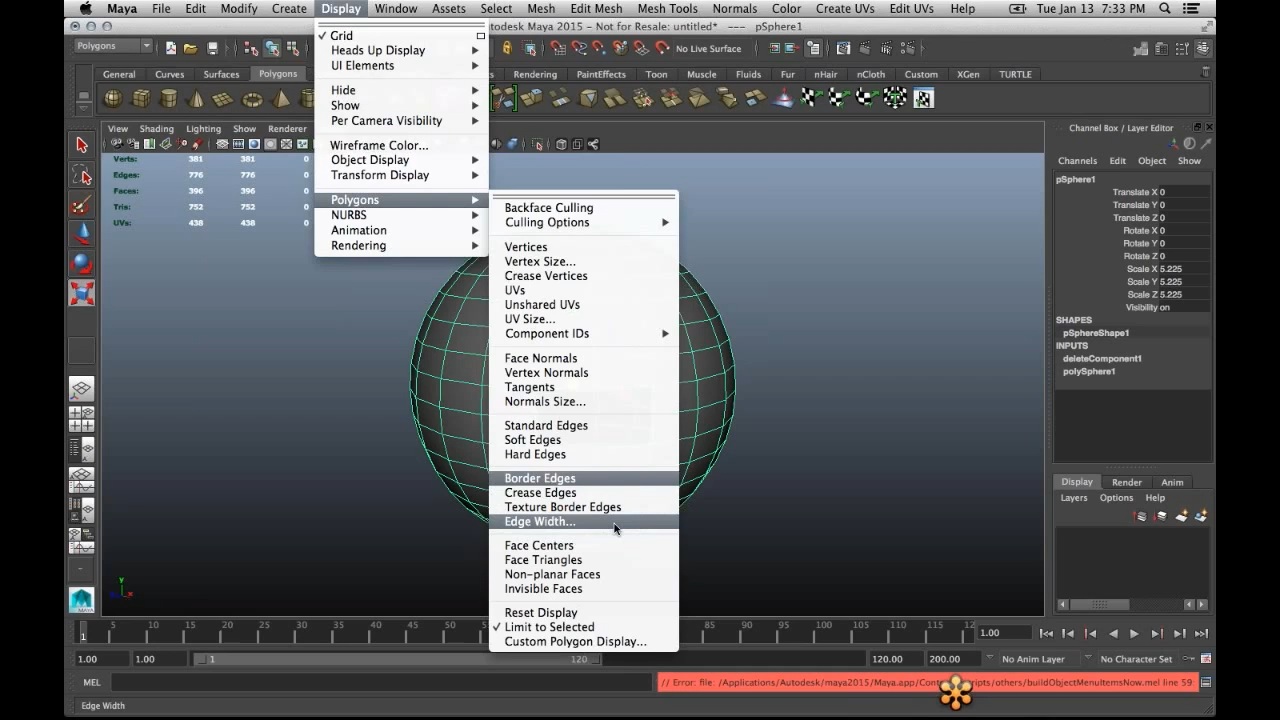 Maya File Edit Modify Create Display Window Assets Select Mesh Edit Mesh Mesh Tools Normals Color Create UVs Edit UVs Help Tue Jan 13 7:33 PM
Autodesk Maya 2015 - Not for Resale: untitled* --- pSphere1
Polygons No Live Surface
General Curves Surfaces Polygons Rendering PaintEffects Toon Muscle Fluids Fur nHair nCloth Custom XGen TURTLE
View Shading Lighting Show Renderer
Verts: 381 381 0
Edges: 776 776 0
Faces: 396 396 0
Tris: 752 752 0
UVs: 438 438 0
✓ Grid
Heads Up Display
UI Elements
Hide
Show
Per Camera Visibility
Wireframe Color...
Object Display
Transform Display
Polygons
NURBS
Animation
Rendering
Backface Culling
Culling Options
Vertices
Vertex Size...
Crease Vertices
UVs
Unshared UVs
UV Size...
Component IDs
Face Normals
Vertex Normals
Tangents
Normals Size...
Standard Edges
Soft Edges
Hard Edges
Border Edges
Crease Edges
Texture Border Edges
Edge Width...
Face Centers
Face Triangles
Non-planar Faces
Invisible Faces
Reset Display
✓ Limit to Selected
Custom Polygon Display...
Channel Box / Layer Editor
Channels Edit Object Show
pSphere1
Translate X 0
Translate Y 0
Translate Z 0
Rotate X 0
Rotate Y 0
Rotate Z 0
Scale X 5.225
Scale Y 5.225
Scale Z 5.225
Visibility on
SHAPES
pSphereShape1
INPUTS
deleteComponent1
polySphere1
Display Render Anim
Layers Options Help
y
x
z
1 5 10 15 20 25 30 35 40 45 50 85 90 95 100 105 110 115 12 1.00
1.00 1.00 1 120 120.00 200.00 No Anim Layer No Character Set
MEL // Error: file: /Applications/Autodesk/maya2015/Maya.app/Con cripts/others/buildObjectMenuItemsNow.mel line 59
Edge Width
MAYA